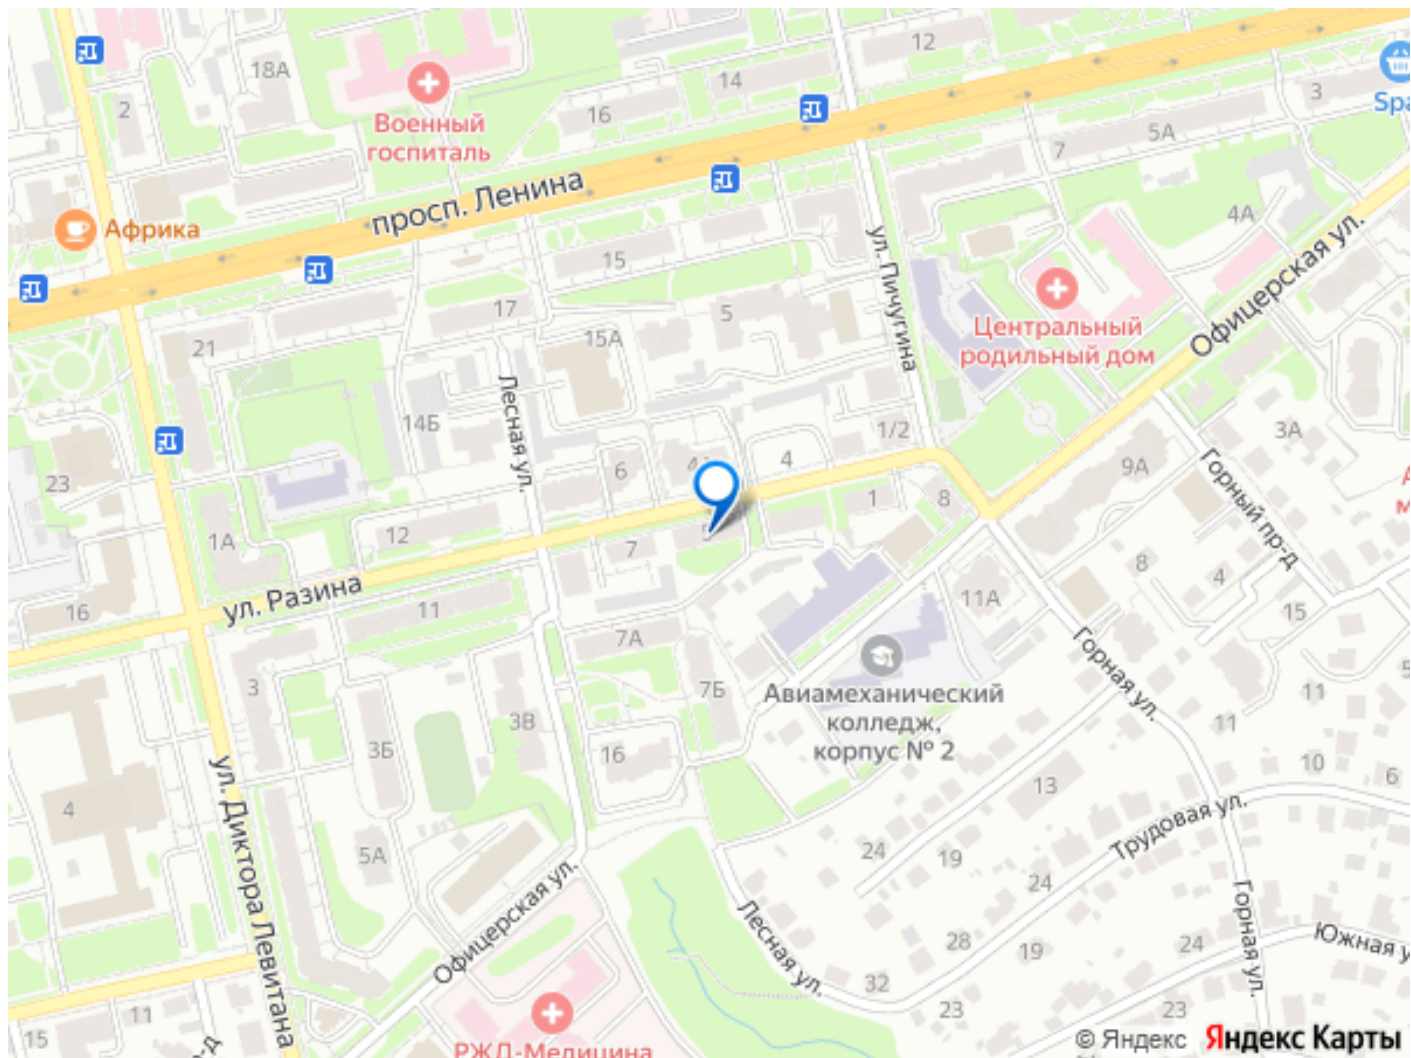 12
18А
14
2
16
3
Spa
Военный
госпиталь
5А
7
просп. Ленина
Африка
4А
ул. Пичугина
Офицерская ул.
15
5
17
15А
21
Центральный
родильный дом
Лесная ул.
14Б
1/2
3А
23
6
4
9А
Горный пр-д
1
8
1А
12
7
8
4
16
ул. Разина
11
11А
15
7А
Горная ул.
3
7Б
Авиамеханический
колледж,
корпус № 2
11
3В
11
3Б
16
10
6
13
4
ул. Диктора Левитана
Трудовая ул.
5А
24
19
24
Офицерская ул.
Лесная ул.
Горная ул.
28
19
24
Южная у
32
23
23
11
15
р-д
РЖД-Медицина
© Яндекс Яндекс Карты